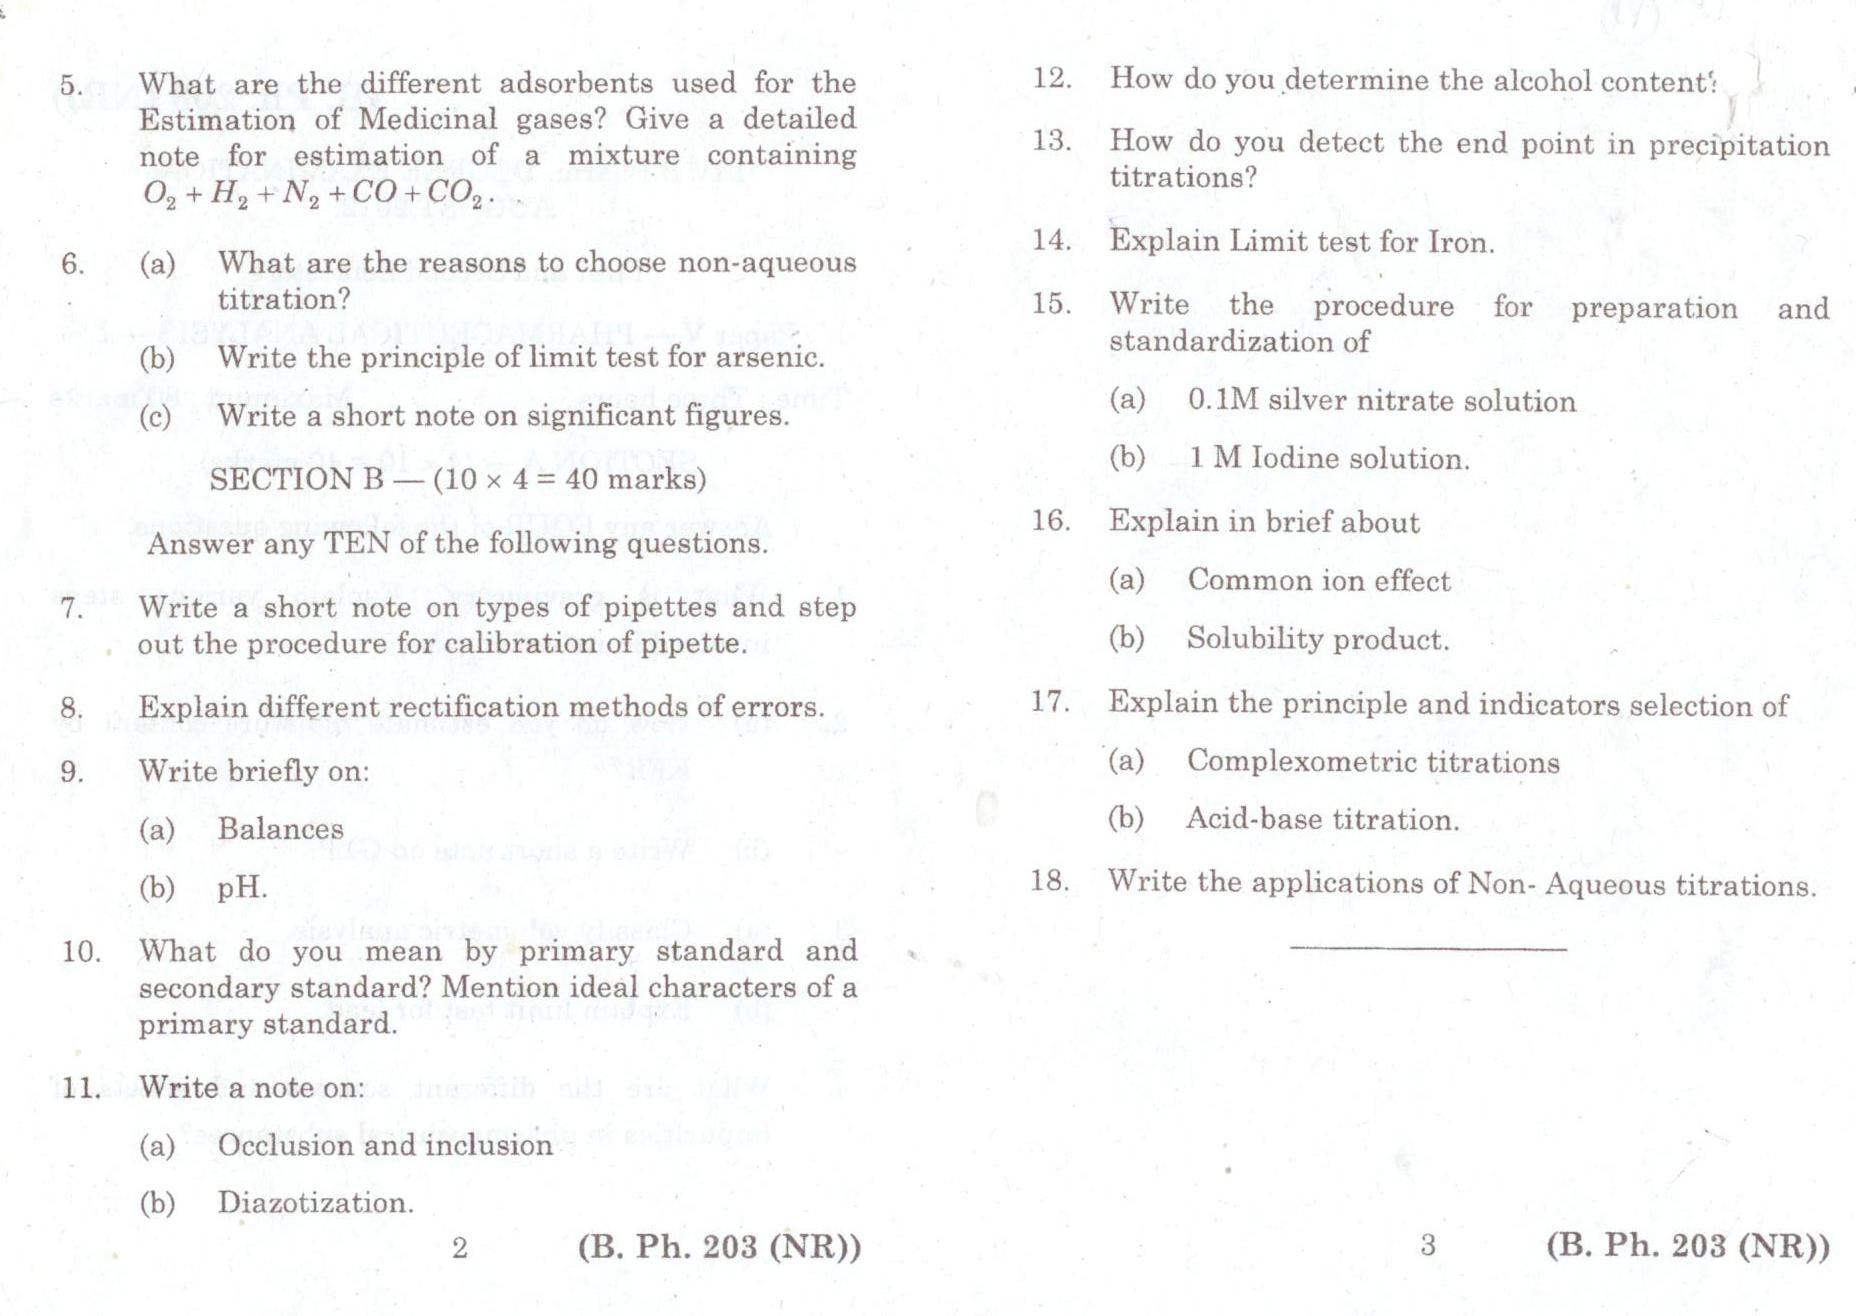 5. What are the different adsorbents used for the
Estimation of Medicinal gases? Give a detailed
note for estimation of a mixture containing
O₂ + H₂ + N₂ + CO + CO₂.
6. (a) What are the reasons to choose non-aqueous
titration?
(b) Write the principle of limit test for arsenic.
(c) Write a short note on significant figures.
SECTION B — (10 × 4 = 40 marks)
Answer any TEN of the following questions.
7. Write a short note on types of pipettes and step
out the procedure for calibration of pipette.
8. Explain different rectification methods of errors.
9. Write briefly on:
(a) Balances
(b) pH.
10. What do you mean by primary standard and
secondary standard? Mention ideal characters of a
primary standard.
11. Write a note on:
(a) Occlusion and inclusion
(b) Diazotization.
2 (B. Ph. 203 (NR))
12. How do you determine the alcohol content?
13. How do you detect the end point in precipitation
titrations?
14. Explain Limit test for Iron.
15. Write the procedure for preparation and
standardization of
(a) 0.1M silver nitrate solution
(b) 1 M Iodine solution.
16. Explain in brief about
(a) Common ion effect
(b) Solubility product.
17. Explain the principle and indicators selection of
(a) Complexometric titrations
(b) Acid-base titration.
18. Write the applications of Non- Aqueous titrations.
3 (B. Ph. 203 (NR))